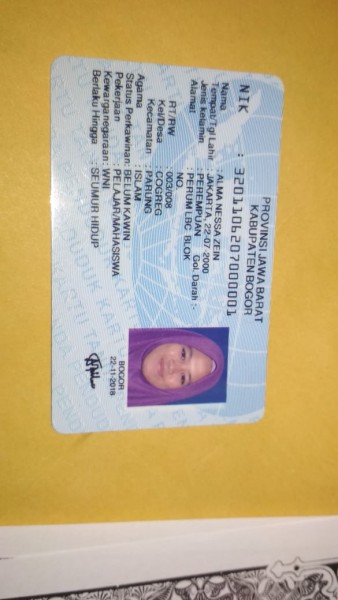 PROVINSI JAWA BARAT
KABUPATEN BOGOR
NIK : 3201106207000001
Nama : ALMA NESSA ZEIN
Tempat/Tgl Lahir : JAKARTA, 22-07-2000
Jenis Kelamin : PEREMPUAN Gol. Darah : -
Alamat : PERUM LBC BLOK
NO.
RT/RW : 003/008
Kel/Desa : COGREG
Kecamatan : PARUNG
Agama : ISLAM
Status Perkawinan: BELUM KAWIN
Pekerjaan : PELAJAR/MAHASISWA
Kewarganegaraan : WNI
Berlaku Hingga : SEUMUR HIDUP
BOGOR
22-11-2018